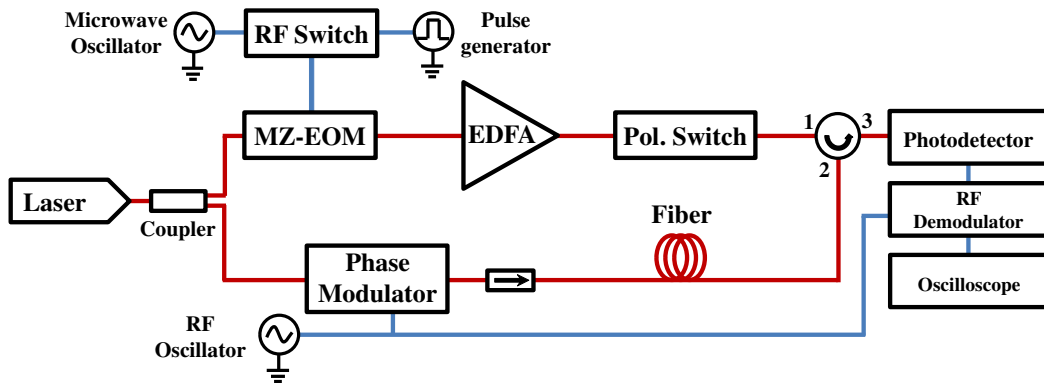 Microwave
Oscillator
RF Switch
Pulse
generator
MZ-EOM
EDFA
Pol. Switch
1
3
2
Photodetector
Laser
Coupler
Fiber
RF
Demodulator
Phase
Modulator
Oscilloscope
RF
Oscillator